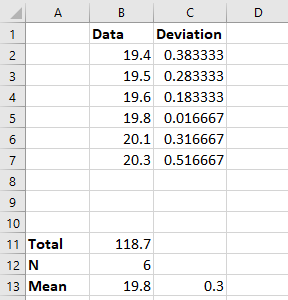 A B C D
1 Data Deviation
2 19.4 0.383333
3 19.5 0.283333
4 19.6 0.183333
5 19.8 0.016667
6 20.1 0.316667
7 20.3 0.516667
8
9
10
11 Total 118.7
12 N 6
13 Mean 19.8 0.3